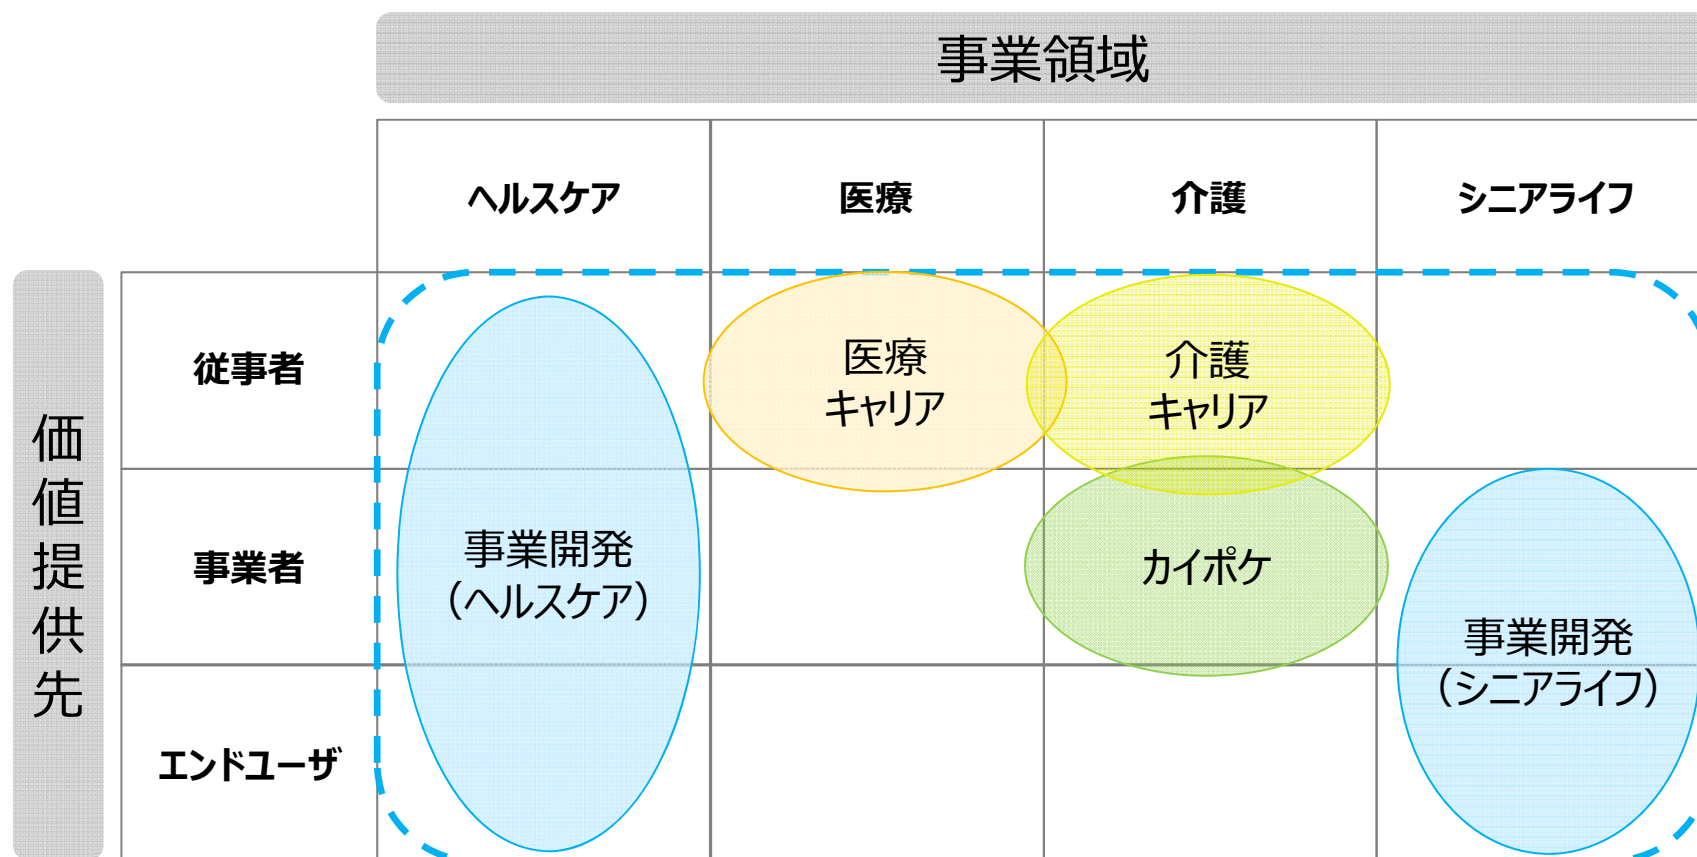 事業領域
ヘルスケア
医療
介護
シニアライフ
価値提供先
従事者
医療
キャリア
介護
キャリア
事業者
事業開発
（ヘルスケア）
カイポケ
事業開発
（シニアライフ）
エンドユーザ